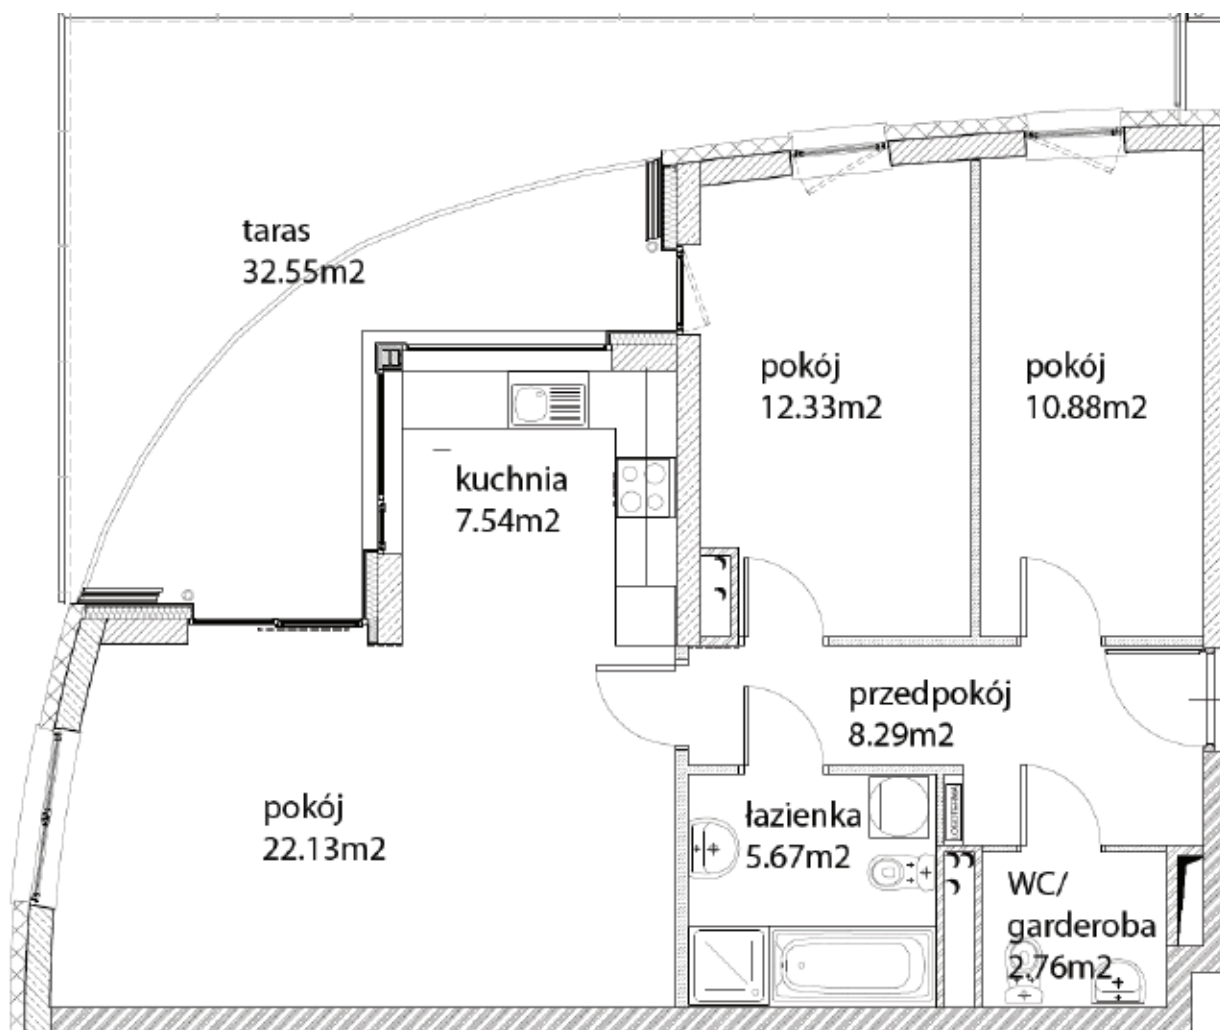 taras
32.55m2
pokój
12.33m2
pokój
10.88m2
kuchnia
7.54m2
przedpokój
8.29m2
pokój
22.13m2
łazienka
5.67m2
WC/
garderoba
2.76m2